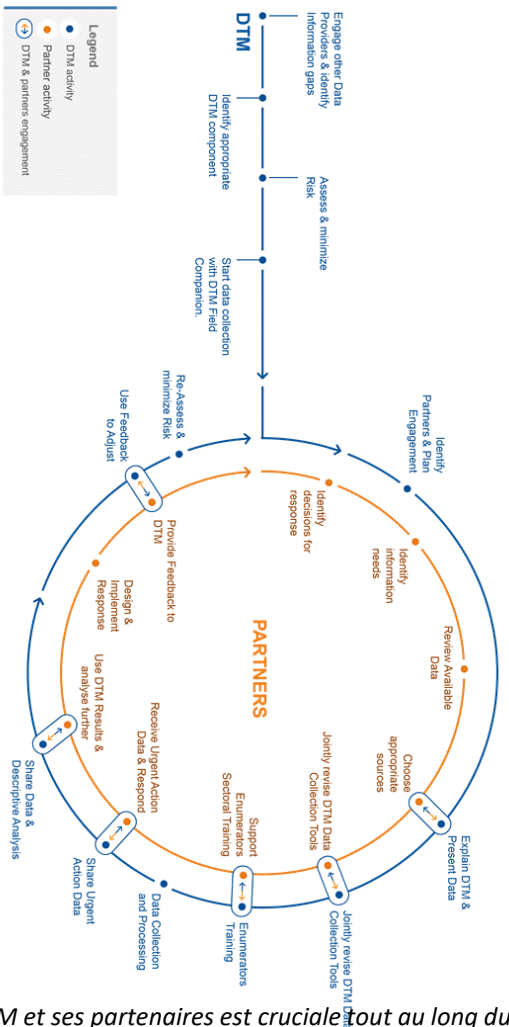 Engage other Data
Providers & identify
Information gaps
DTM
Identify appropriate
DTM component
Assess & minimize
Risk
Start data collection
with DTM Field
Companion.
Identify
Partners & Plan
Engagement
Explain DTM &
Present Data
Jointly revise DTM Data
Collection Tools
Enumerators
Training
Data Collection
and Processing
Share Urgent
Action Data
Share Data &
Descriptive Analysis
Use Feedback
to Adjust
Re-Assess &
minimize Risk
PARTNERS
Identify
decisions for
response
Identify
information
needs
Review Available
Data
Choose
appropriate
sources
Jointly revise DTM Data
Collection Tools
Support
Enumerators
Sectoral Training
Receive Urgent Action
Data & Respond
Use DTM Results &
analyse further
Design &
Implement
Response
Provide Feedback to
DTM
Legend
DTM activity
Partner activity
DTM & partners engagement
M et ses partenaires est cruciale tout au long du